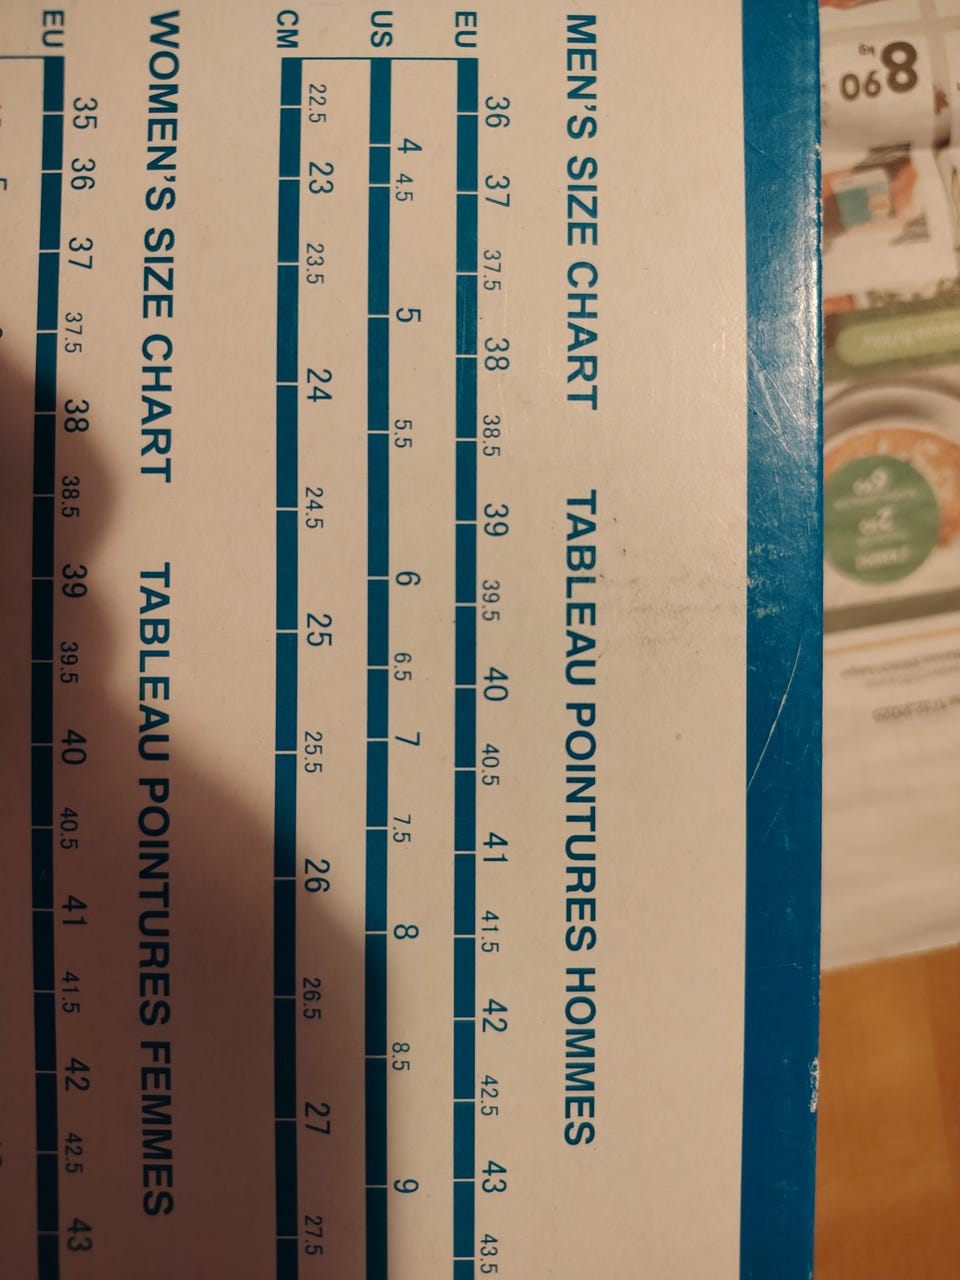 MEN'S SIZE CHART TABLEAU POINTURES HOMMES
EU 36 37 37.5 38 38.5 39 39.5 40 40.5 41 41.5 42 42.5 43 43.5
US 4 4.5 5 5.5 6 6.5 7 7.5 8 8.5 9
CM 22.5 23 23.5 24 24.5 25 25.5 26 26.5 27 27.5
WOMEN'S SIZE CHART TABLEAU POINTURES FEMMES
EU 35 36 37 37.5 38 38.5 39 39.5 40 40.5 41 41.5 42 42.5 43